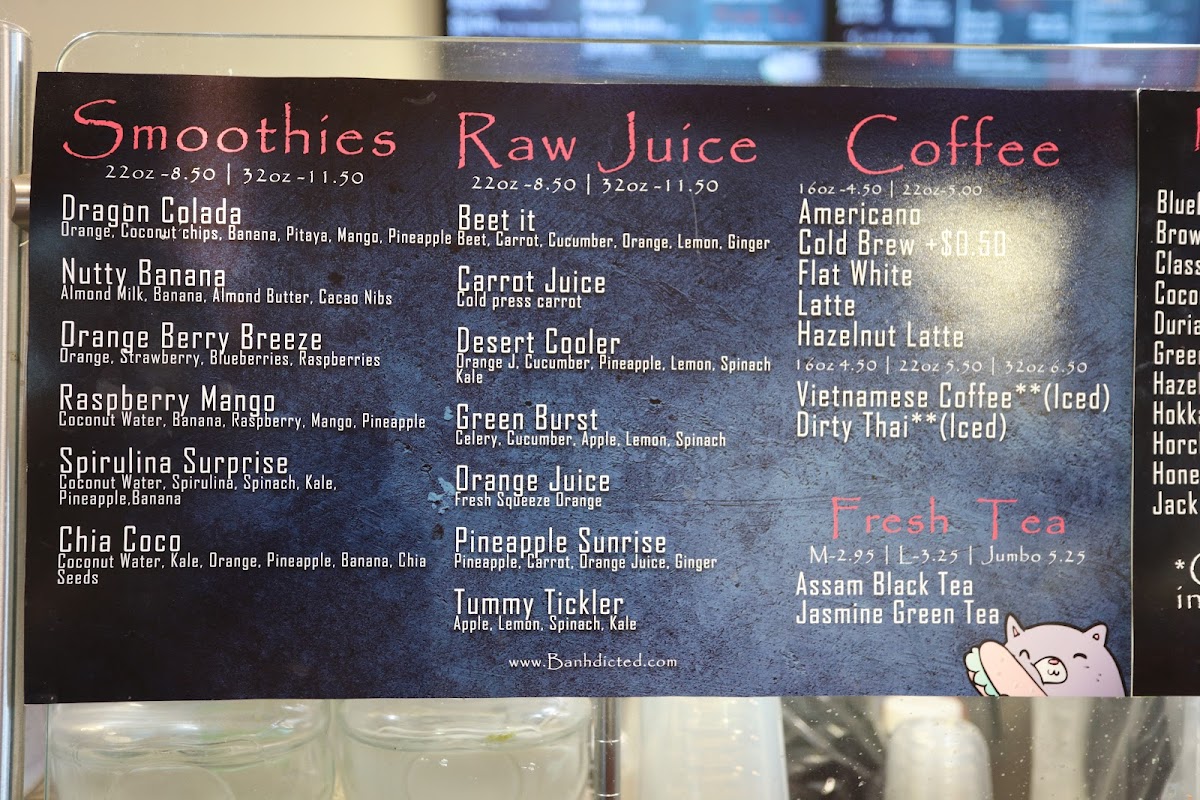 Smoothies
22oz -8.50 | 32oz -11.50
Dragon Colada
Orange, Coconut chips, Banana, Pitaya, Mango, Pineapple
Nutty Banana
Almond Milk, Banana, Almond Butter, Cacao Nibs
Orange Berry Breeze
Orange, Strawberry, Blueberries, Raspberries
Raspberry Mango
Coconut Water, Banana, Raspberry, Mango, Pineapple
Spirulina Surprise
Coconut Water, Spirulina, Spinach, Kale,
Pineapple,Banana
Chia Coco
Coconut Water, Kale, Orange, Pineapple, Banana, Chia
Seeds
Raw Juice
22oz -8.50 | 32oz -11.50
Beet it
Beet, Carrot, Cucumber, Orange, Lemon, Ginger
Carrot Juice
Cold press carrot
Desert Cooler
Orange J. Cucumber, Pineapple, Lemon, Spinach
Kale
Green Burst
Celery, Cucumber, Apple, Lemon, Spinach
Orange Juice
Fresh Squeeze Orange
Pineapple Sunrise
Pineapple, Carrot, Orange Juice, Ginger
Tummy Tickler
Apple, Lemon, Spinach, Kale
www.Banhdicted.com
Coffee
16oz -4.50 | 22oz-5.00
Americano
Cold Brew +$0.50
Flat White
Latte
Hazelnut Latte
16oz 4.50 | 22oz 5.50 | 32oz 6.50
Vietnamese Coffee**(Iced)
Dirty Thai**(Iced)
Fresh Tea
M-2.95 | L-3.25 | Jumbo 5.25
Assam Black Tea
Jasmine Green Tea